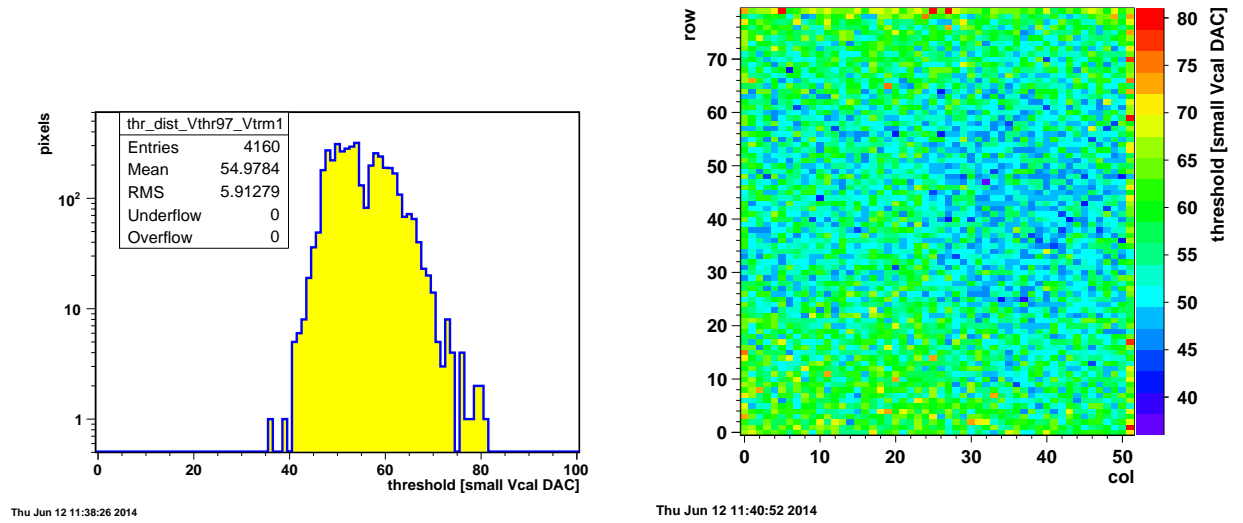 thr_dist_Vthr97_Vtrm1
Entries 4160
Mean 54.9784
RMS 5.91279
Underflow 0
Overflow 0
pixels
10²
10
1
0 20 40 60 80 100
threshold [small Vcal DAC]
Thu Jun 12 11:38:26 2014
row
70
60
50
40
30
20
10
0
0 10 20 30 40 50
col
80
75
70
65
60
55
50
45
40
threshold [small Vcal DAC]
Thu Jun 12 11:40:52 2014